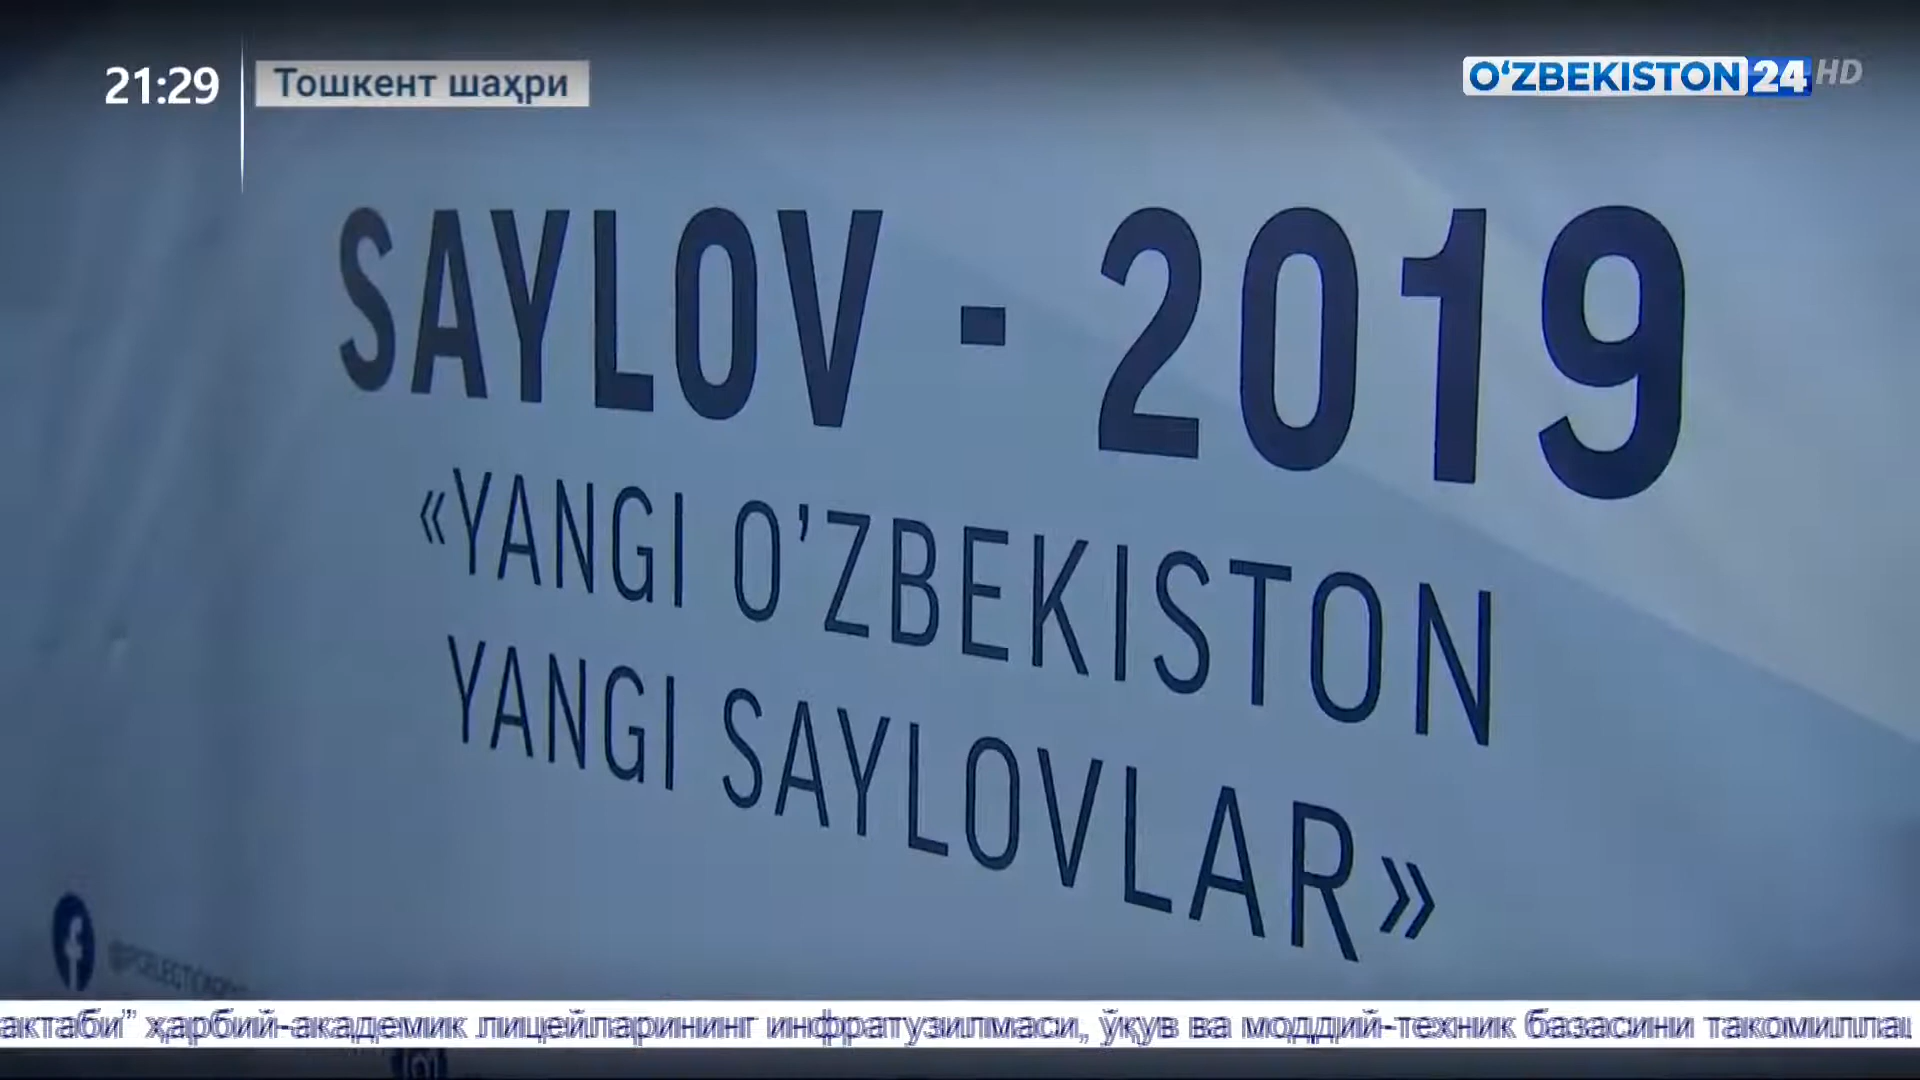 21:29
Тошкент шаҳри
O‘ZBEKISTON 24 HD
SAYLOV - 2019
«YANGI O’ZBEKISTON
YANGI SAYLOVLAR»
актаби” ҳарбий-академик лицейларининг инфратузилмаси, ўқув ва моддий-техник базасини